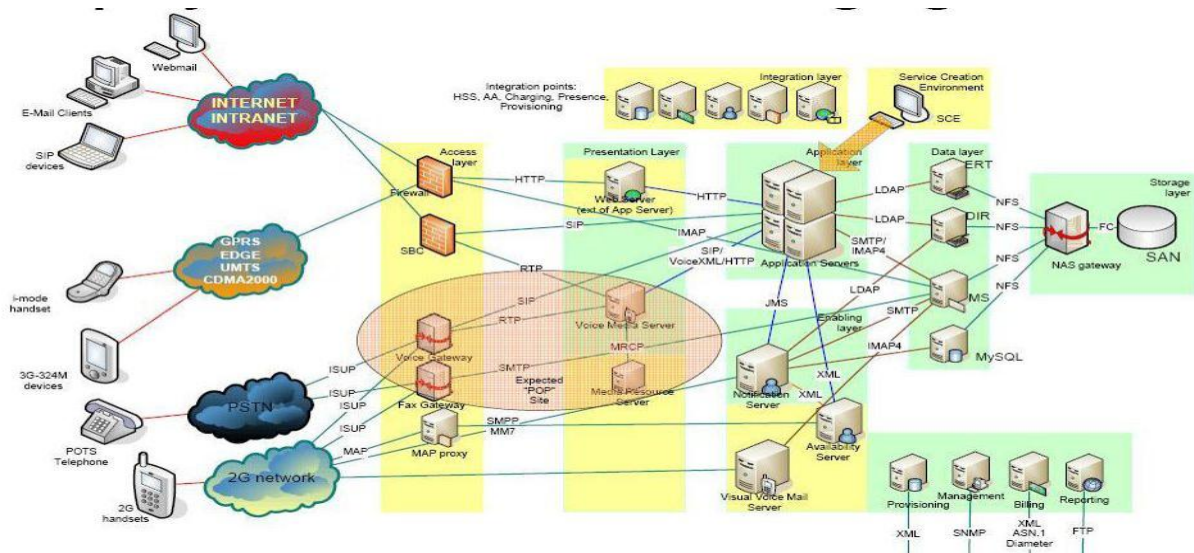 Webmail
E-Mail Clients
SIP
devices
INTERNET
INTRANET
GPRS
EDGE
UMTS
CDMA2000
i-mode
handset
3G-324M
devices
PSTN
POTS
Telephone
2G network
2G
handsets
Integration points:
HSS, AA, Charging, Presence,
Provisioning
Integration layer
Service Creation
Environment
SCE
Access
layer
Firewall
SBC
Voice Gateway
Fax Gateway
MAP proxy
Presentation Layer
Web Server
(ext of App Server)
Voice Media Server
Media Resource
Server
Expected
"POP"
Site
Application
layer
Application Servers
Enabling
layer
Notification
Server
Availability
Server
Visual Voice Mail
Server
Data layer
ERT
DIR
MS
MySQL
Storage
layer
NAS gateway
SAN
HTTP
HTTP
SIP
IMAP
SIP/
VoiceXML/HTTP
RTP
SIP
RTP
MRCP
SMTP
ISUP
ISUP
ISUP
ISUP
MAP
SMPP
MM7
JMS
LDAP
LDAP
SMTP/
IMAP4
LDAP
SMTP
IMAP4
XML
XML
NFS
NFS
NFS
NFS
FC
Provisioning
Management
Billing
Reporting
XML
SNMP
XML
ASN.1
Diameter
FTP